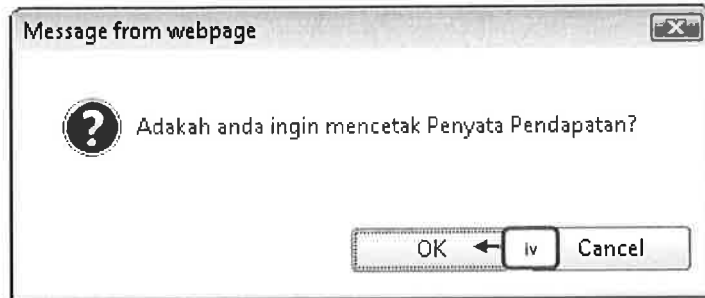 Message from webpage
Adakah anda ingin mencetak Penyata Pendapatan?
OK iv Cancel